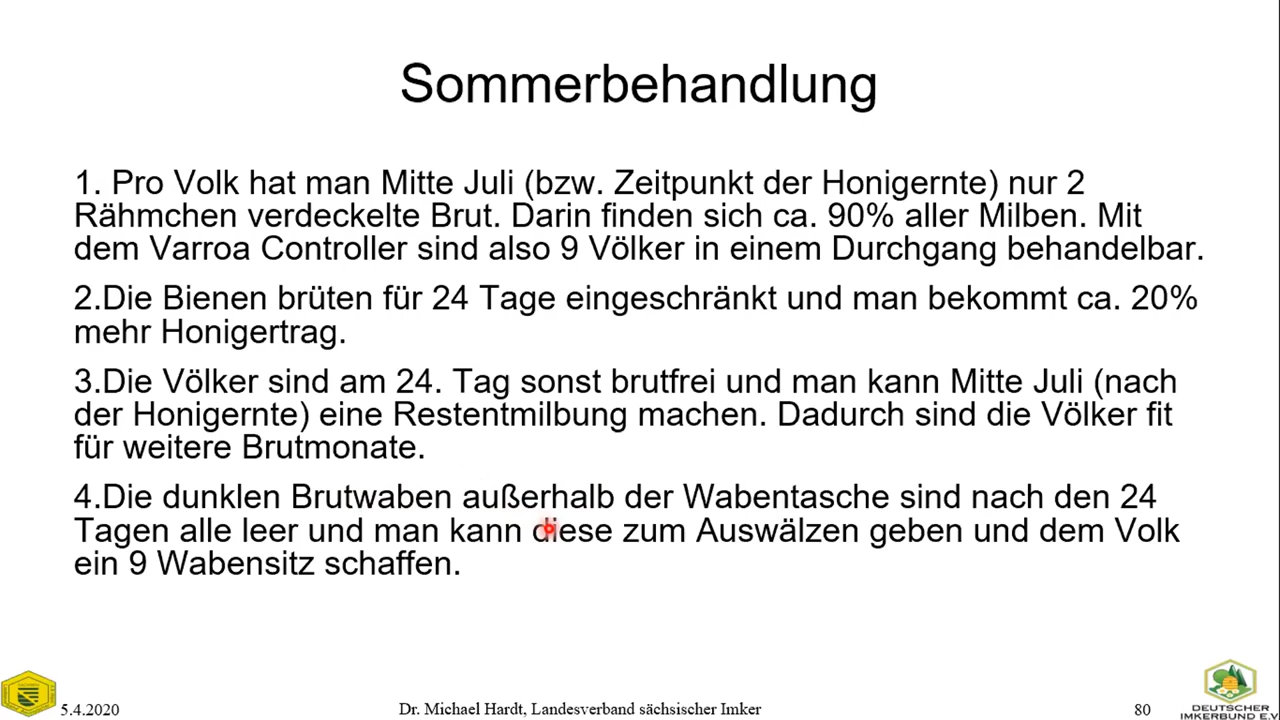 Sommerbehandlung
1. Pro Volk hat man Mitte Juli (bzw. Zeitpunkt der Honigernte) nur 2
Rähmchen verdeckelte Brut. Darin finden sich ca. 90% aller Milben. Mit
dem Varroa Controller sind also 9 Völker in einem Durchgang behandelbar.
2.Die Bienen brüten für 24 Tage eingeschränkt und man bekommt ca. 20%
mehr Honigertrag.
3.Die Völker sind am 24. Tag sonst brutfrei und man kann Mitte Juli (nach
der Honigernte) eine Restentmilbung machen. Dadurch sind die Völker fit
für weitere Brutmonate.
4.Die dunklen Brutwaben außerhalb der Wabentasche sind nach den 24
Tagen alle leer und man kann diese zum Auswälzen geben und dem Volk
ein 9 Wabensitz schaffen.
5.4.2020
Dr. Michael Hardt, Landesverband sächsischer Imker
80
DEUTSCHER
IMKERBUND E.V